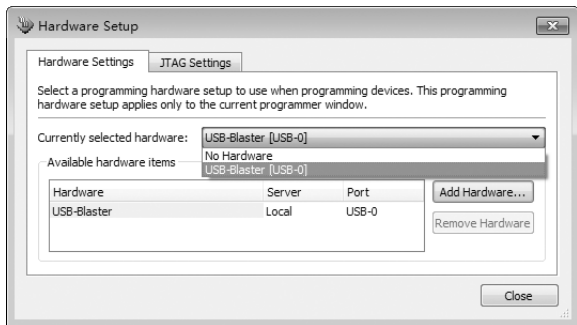 Hardware Setup
Hardware Settings
JTAG Settings
Select a programming hardware setup to use when programming devices. This programming
hardware setup applies only to the current programmer window.
Currently selected hardware:
USB-Blaster [USB-0]
No Hardware
USB-Blaster [USB-0]
Available hardware items
Hardware
Server
Port
USB-Blaster
Local
USB-0
Add Hardware...
Remove Hardware
Close